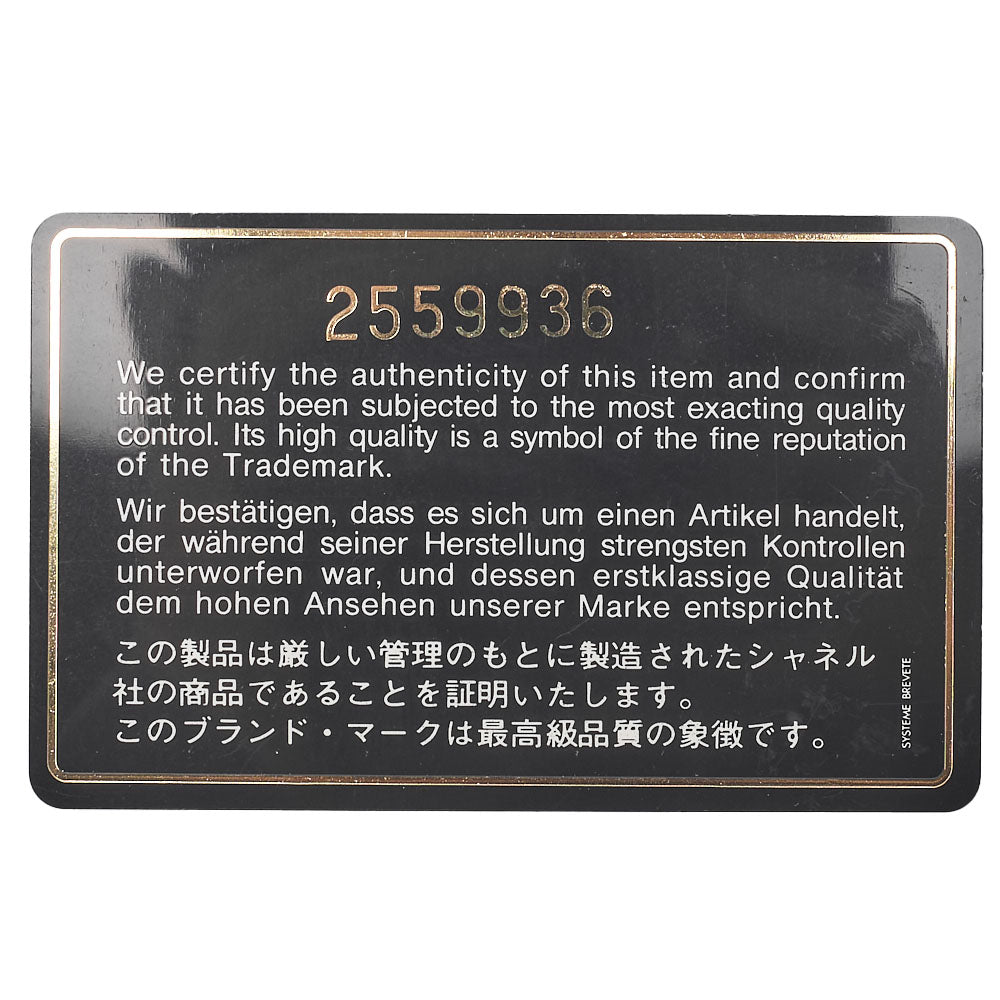 2559936
We certify the authenticity of this item and confirm
that it has been subjected to the most exacting quality
control. Its high quality is a symbol of the fine reputation
of the Trademark.
Wir bestätigen, dass es sich um einen Artikel handelt,
der während seiner Herstellung strengsten Kontrollen
unterworfen war, und dessen erstklassige Qualität
dem hohen Ansehen unserer Marke entspricht.
この製品は厳しい管理のもとに製造されたシャネル
社の商品であることを証明いたします。
このブランド・マークは最高級品質の象徴です。
SYSTEME BREVETE